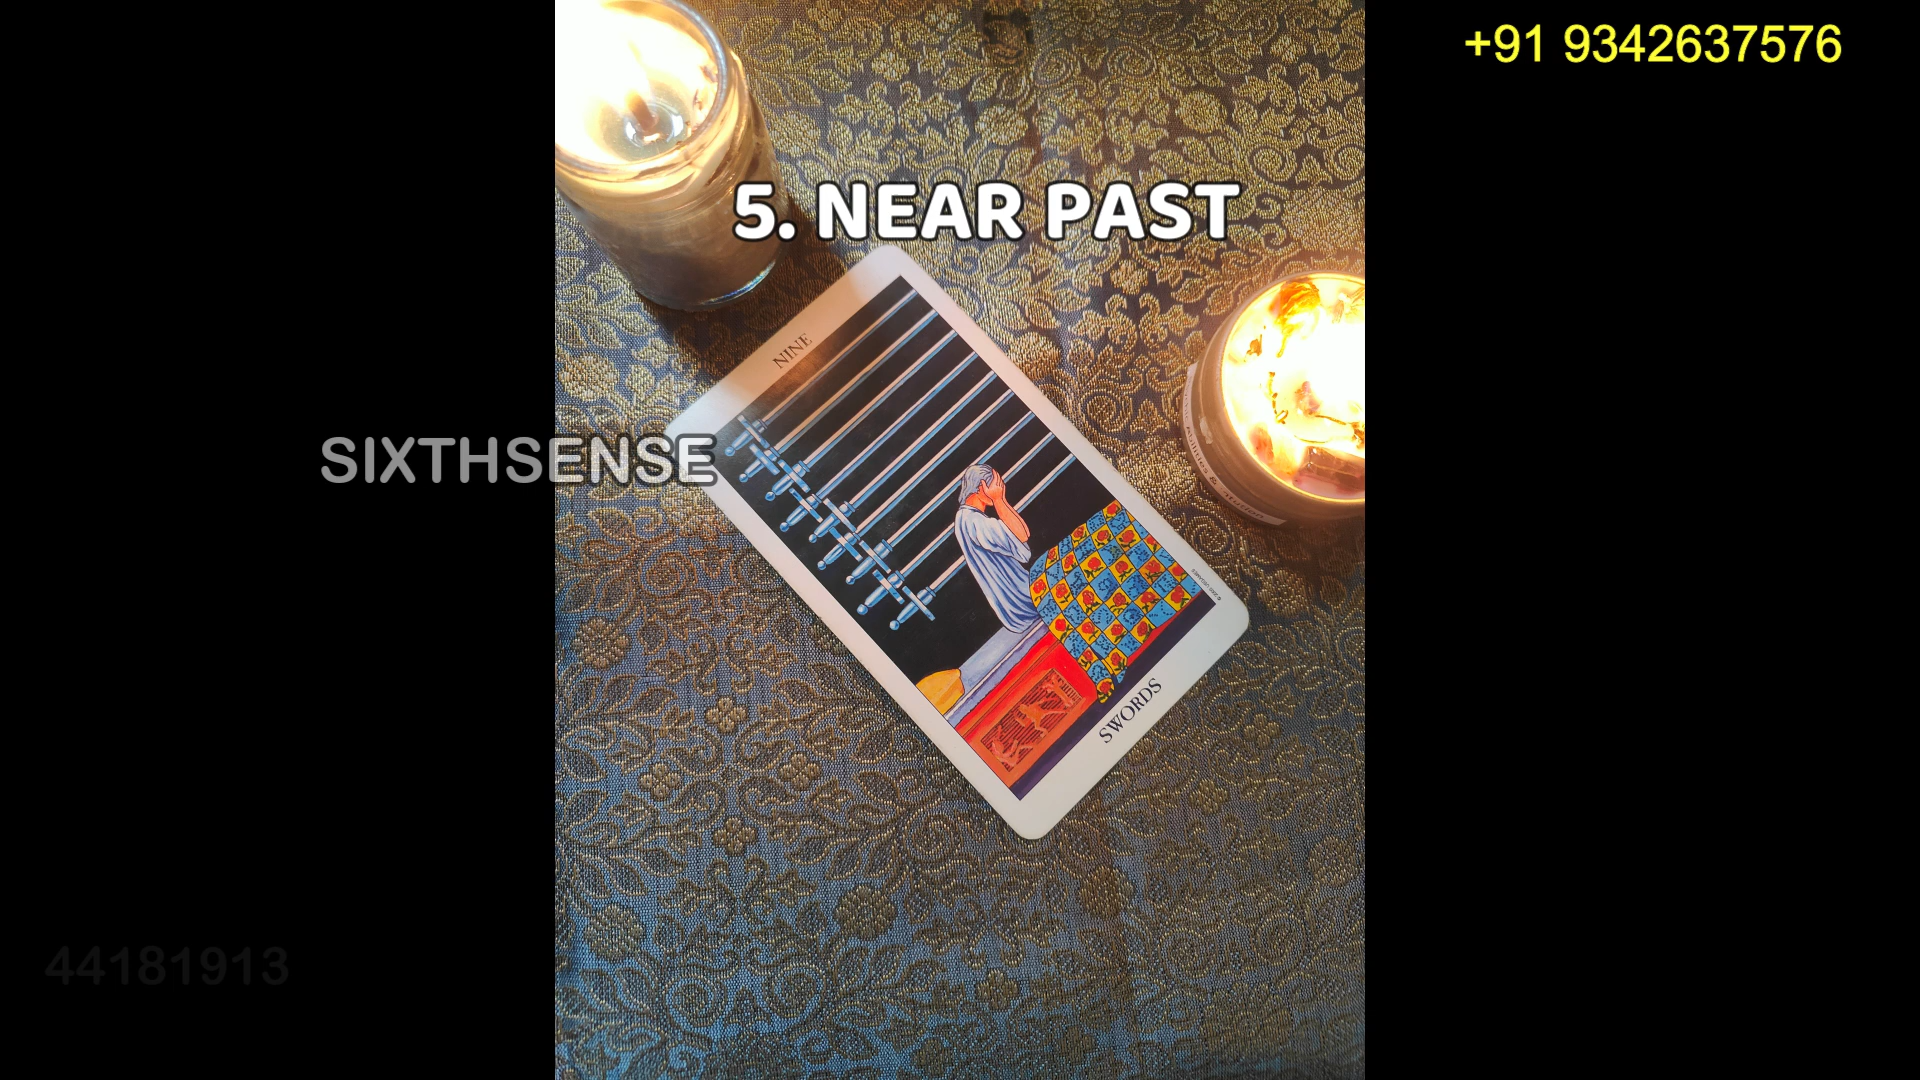 +91 9342637576
5. NEAR PAST
NINE
SIXTHSENSE
SWORDS
44181913